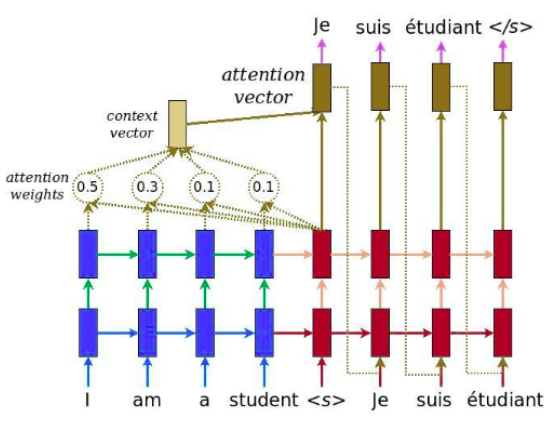 Je suis étudiant </s>
attention
vector
context
vector
attention
weights
0.5 0.3 0.1 0.1
I am a student <s> Je suis étudiant